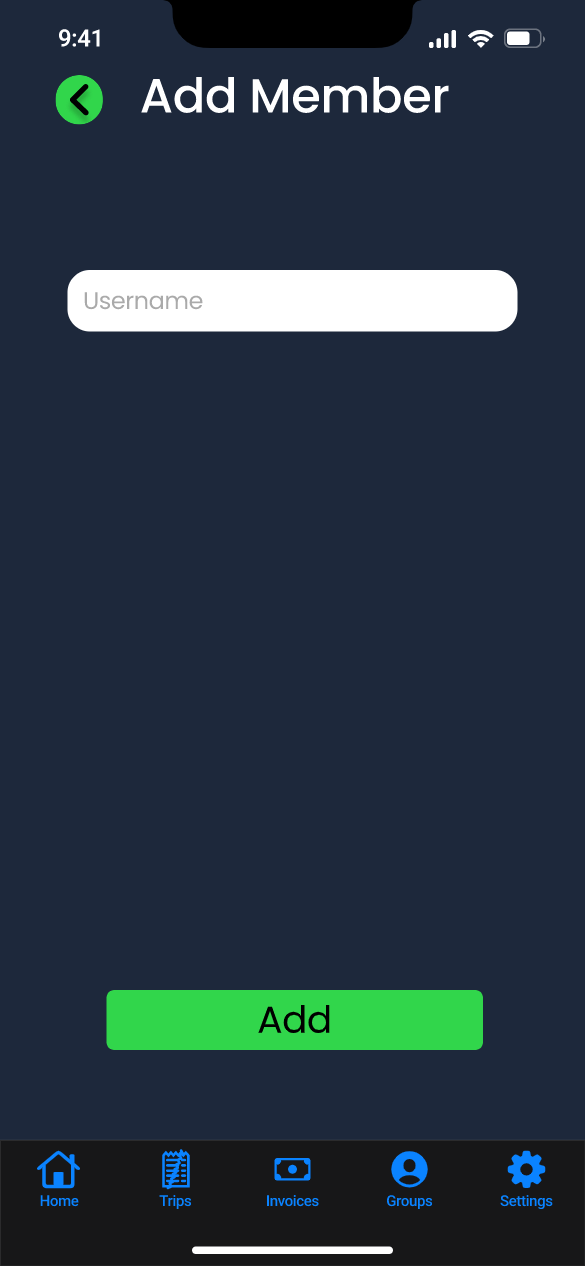 9:41
Add Member
Username
Add
Home Trips Invoices Groups Settings